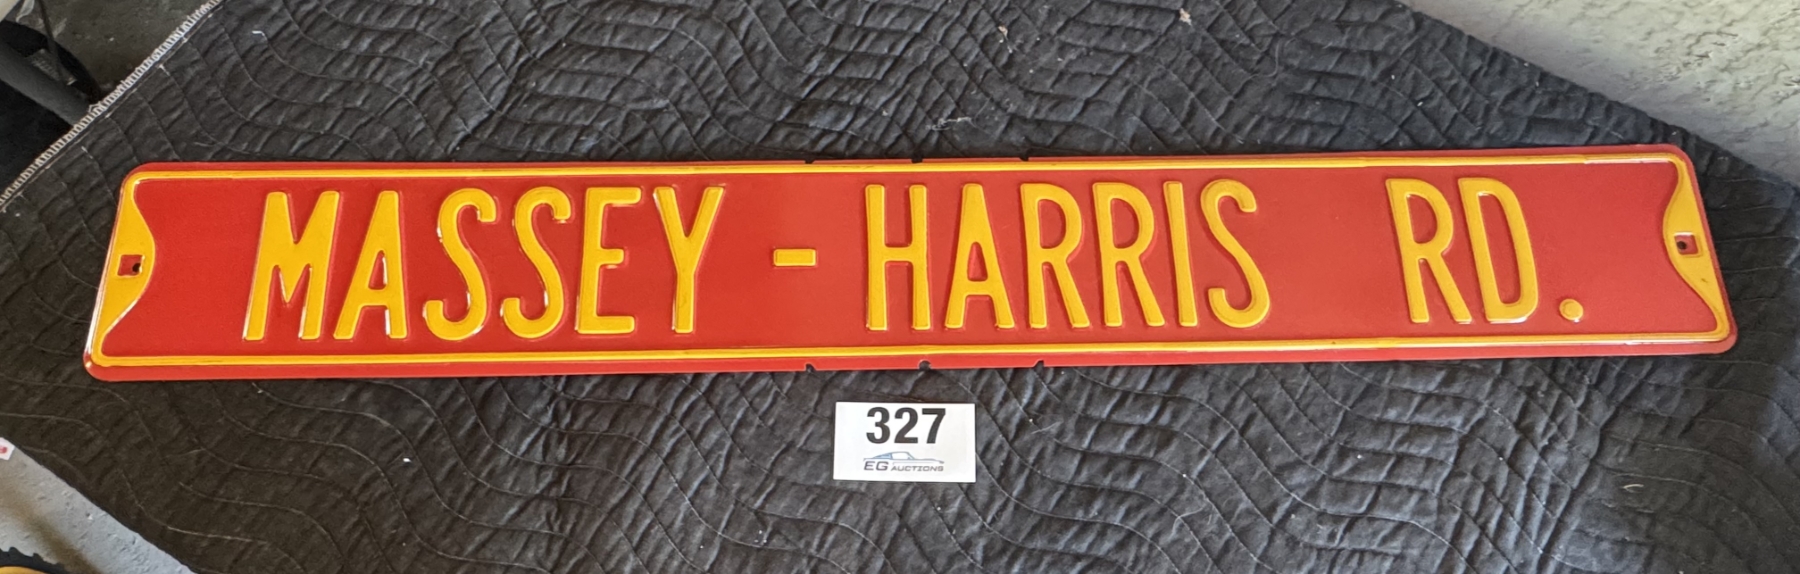 MASSEY - HARRIS RD.
327
EG AUCTIONS